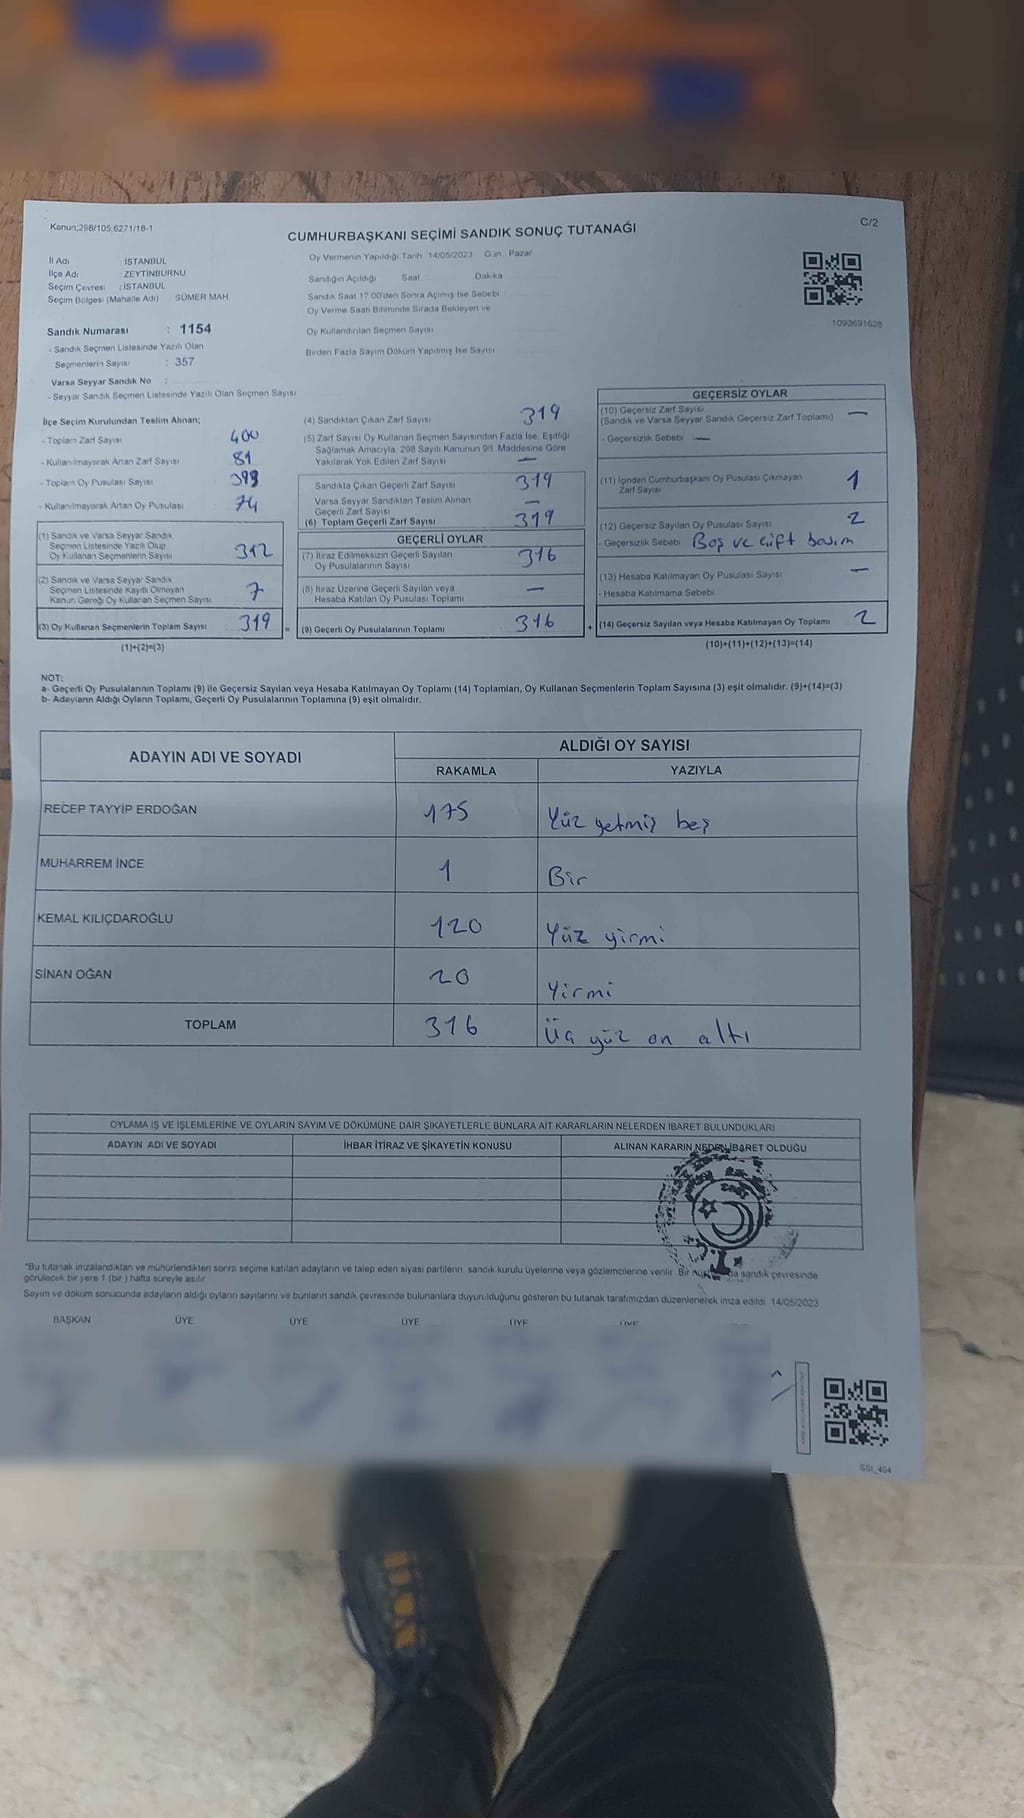 Kanun;298/105,6271/18-1
C/2
CUMHURBAŞKANI SEÇİMİ SANDIK SONUÇ TUTANAĞI
İl Adı : İSTANBUL
İlçe Adı : ZEYTİNBURNU
Seçim Çevresi : İSTANBUL
Seçim Bölgesi (Mahalle Adı) : SÜMER MAH
Oy Vermenin Yapıldığı Tarih 14/05/2023 Gün Pazar
Sandığın Açıldığı Saat Dakika
Sandık Saat 17.00'den Sonra Açılmış İse Sebebi
Oy Verme Saati Bitiminde Sırada Bekleyen ve
Oy Kullandırılan Seçmen Sayısı
Birden Fazla Sayım Döküm Yapılmış İse Sayısı
1093691628
Sandık Numarası : 1154
- Sandık Seçmen Listesinde Yazılı Olan
Seçmenlerin Sayısı : 357
Varsa Seyyar Sandık No :
- Seyyar Sandık Seçmen Listesinde Yazılı Olan Seçmen Sayısı
İlçe Seçim Kurulundan Teslim Alınan;
- Toplam Zarf Sayısı 400
- Kullanılmayarak Artan Zarf Sayısı 81
- Toplam Oy Pusulası Sayısı
- Kullanılmayarak Artan Oy Pusulası 74
(1) Sandık ve Varsa Seyyar Sandık
Seçmen Listesinde Yazılı Olup
Oy Kullanan Seçmenlerin Sayısı 312
(2) Sandık ve Varsa Seyyar Sandık
Seçmen Listesinde Kayıtlı Olmayan
Kanun Gereği Oy Kullanan Seçmen Sayısı 7
(3) Oy Kullanan Seçmenlerin Toplam Sayısı 319 =
(1)+(2)=(3)
(4) Sandıktan Çıkan Zarf Sayısı 319
(5) Zarf Sayısı Oy Kullanan Seçmen Sayısından Fazla İse, Eşitliği
Sağlamak Amacıyla, 298 Sayılı Kanunun 98. Maddesine Göre
Yakılarak Yok Edilen Zarf Sayısı —
Sandıkta Çıkan Geçerli Zarf Sayısı 319
Varsa Seyyar Sandıktan Teslim Alınan
Geçerli Zarf Sayısı —
(6) Toplam Geçerli Zarf Sayısı 319
GEÇERLİ OYLAR
(7) İtiraz Edilmeksizin Geçerli Sayılan
Oy Pusulalarının Sayısı 316
(8) İtiraz Üzerine Geçerli Sayılan veya
Hesaba Katılan Oy Pusulası Toplamı —
(9) Geçerli Oy Pusulalarının Toplamı 316 +
GEÇERSİZ OYLAR
(10) Geçersiz Zarf Sayısı —
(Sandık ve Varsa Seyyar Sandık Geçersiz Zarf Toplamı)
- Geçersizlik Sebebi —
(11) İçinden Cumhurbaşkanı Oy Pusulası Çıkmayan
Zarf Sayısı 1
(12) Geçersiz Sayılan Oy Pusulası Sayısı 2
- Geçersizlik Sebebi Boş ve çift basım
(13) Hesaba Katılmayan Oy Pusulası Sayısı —
- Hesaba Katılmama Sebebi
(14) Geçersiz Sayılan veya Hesaba Katılmayan Oy Toplamı 2
(10)+(11)+(12)+(13)=(14)
NOT:
a- Geçerli Oy Pusulalarının Toplamı (9) ile Geçersiz Sayılan veya Hesaba Katılmayan Oy Toplamı (14) Toplamları, Oy Kullanan Seçmenlerin Toplam Sayısına (3) eşit olmalıdır. (9)+(14)=(3)
b- Adayların Aldığı Oyların Toplamı, Geçerli Oy Pusulalarının Toplamına (9) eşit olmalıdır.
ADAYIN ADI VE SOYADI
ALDIĞI OY SAYISI
RAKAMLA YAZIYLA
RECEP TAYYİP ERDOĞAN 175 Yüz yetmiş beş
MUHARREM İNCE 1 Bir
KEMAL KILIÇDAROĞLU 120 Yüz yirmi
SİNAN OĞAN 20 Yirmi
TOPLAM 316 Üç yüz on altı
OYLAMA İŞ VE İŞLEMLERİNE VE OYLARIN SAYIM VE DÖKÜMÜNE DAİR ŞİKAYETLERLE BUNLARA AİT KARARLARIN NELERDEN İBARET BULUNDUKLARI
ADAYIN ADI VE SOYADI İHBAR İTİRAZ VE ŞİKAYETİN KONUSU ALINAN KARARIN NEDEN İBARET OLDUĞU
*Bu tutanak imzalandıktan ve mühürlendikten sonra seçime katılan adayların ve talep eden siyasi partilerin sandık kurulu üyelerine veya gözlemcilerine verilir. Bir sandık çevresinde
görülecek bir yere 1 (bir) hafta süreyle asılır
Sayım ve döküm sonucunda adayların aldığı oyların sayılarını ve bunların sandık çevresinde bulunanlara duyurulduğunu gösteren bu tutanak tarafımızdan düzenlenerek imza edildi. 14/05/2023
BAŞKAN ÜYE ÜYE ÜYE ÜYE ÜYE
SSt_404